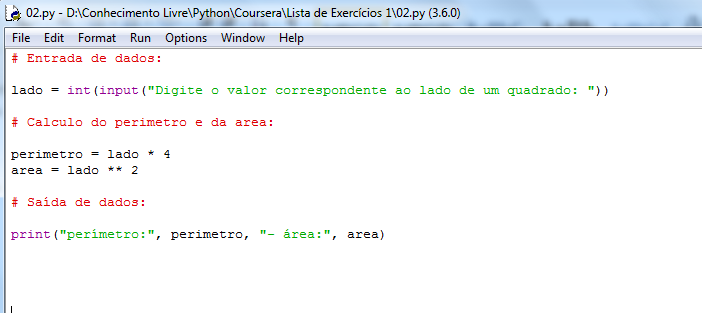 02.py - D:\Conhecimento Livre\Python\Coursera\Lista de Exercícios 1\02.py (3.6.0)
File Edit Format Run Options Window Help
# Entrada de dados:
lado = int(input("Digite o valor correspondente ao lado de um quadrado: "))
# Calculo do perimetro e da area:
perimetro = lado * 4
area = lado ** 2
# Saída de dados:
print("perímetro:", perimetro, "- área:", area)